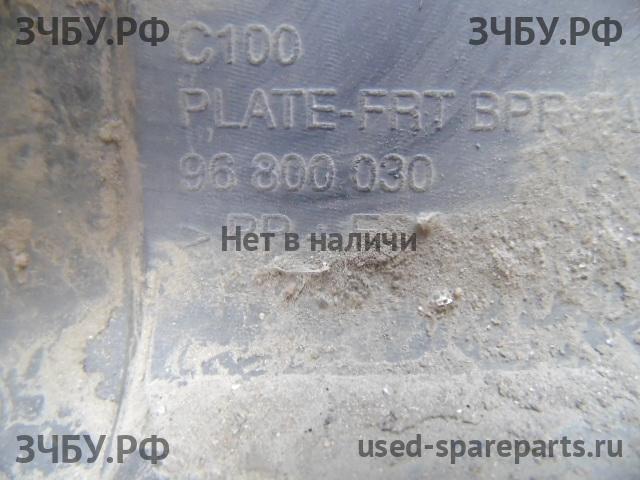 ЗЧБУ.РФ
ЗЧБУ.РФ
C100
PLATE-FRT BPR
96 800 030
Нет в наличи
ЗЧБУ.РФ
used-spareparts.ru